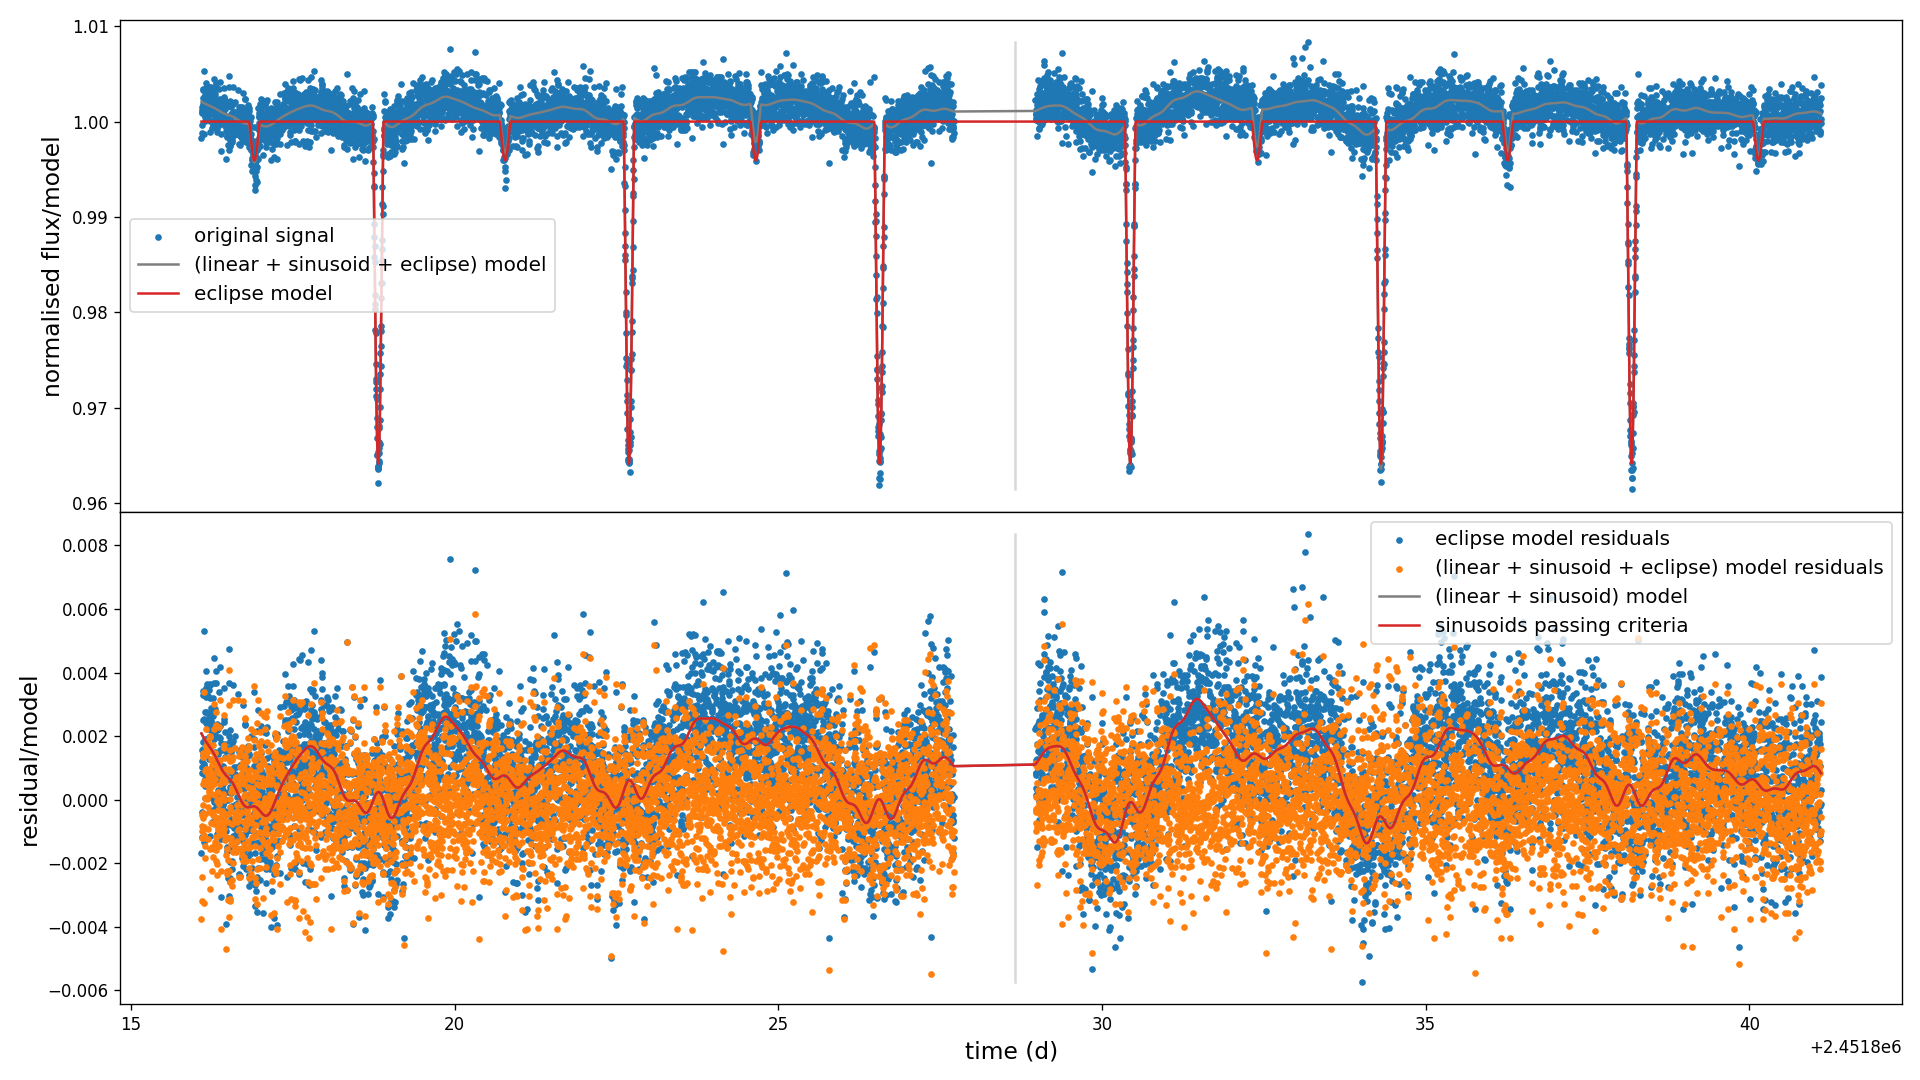 1.01
1.00
0.99
0.98
0.97
0.96
normalised flux/model
original signal
(linear + sinusoid + eclipse) model
eclipse model
0.008
0.006
0.004
0.002
0.000
−0.002
−0.004
−0.006
residual/model
eclipse model residuals
(linear + sinusoid + eclipse) model residuals
(linear + sinusoid) model
sinusoids passing criteria
15 20 25 30 35 40
time (d)
+2.4518e6